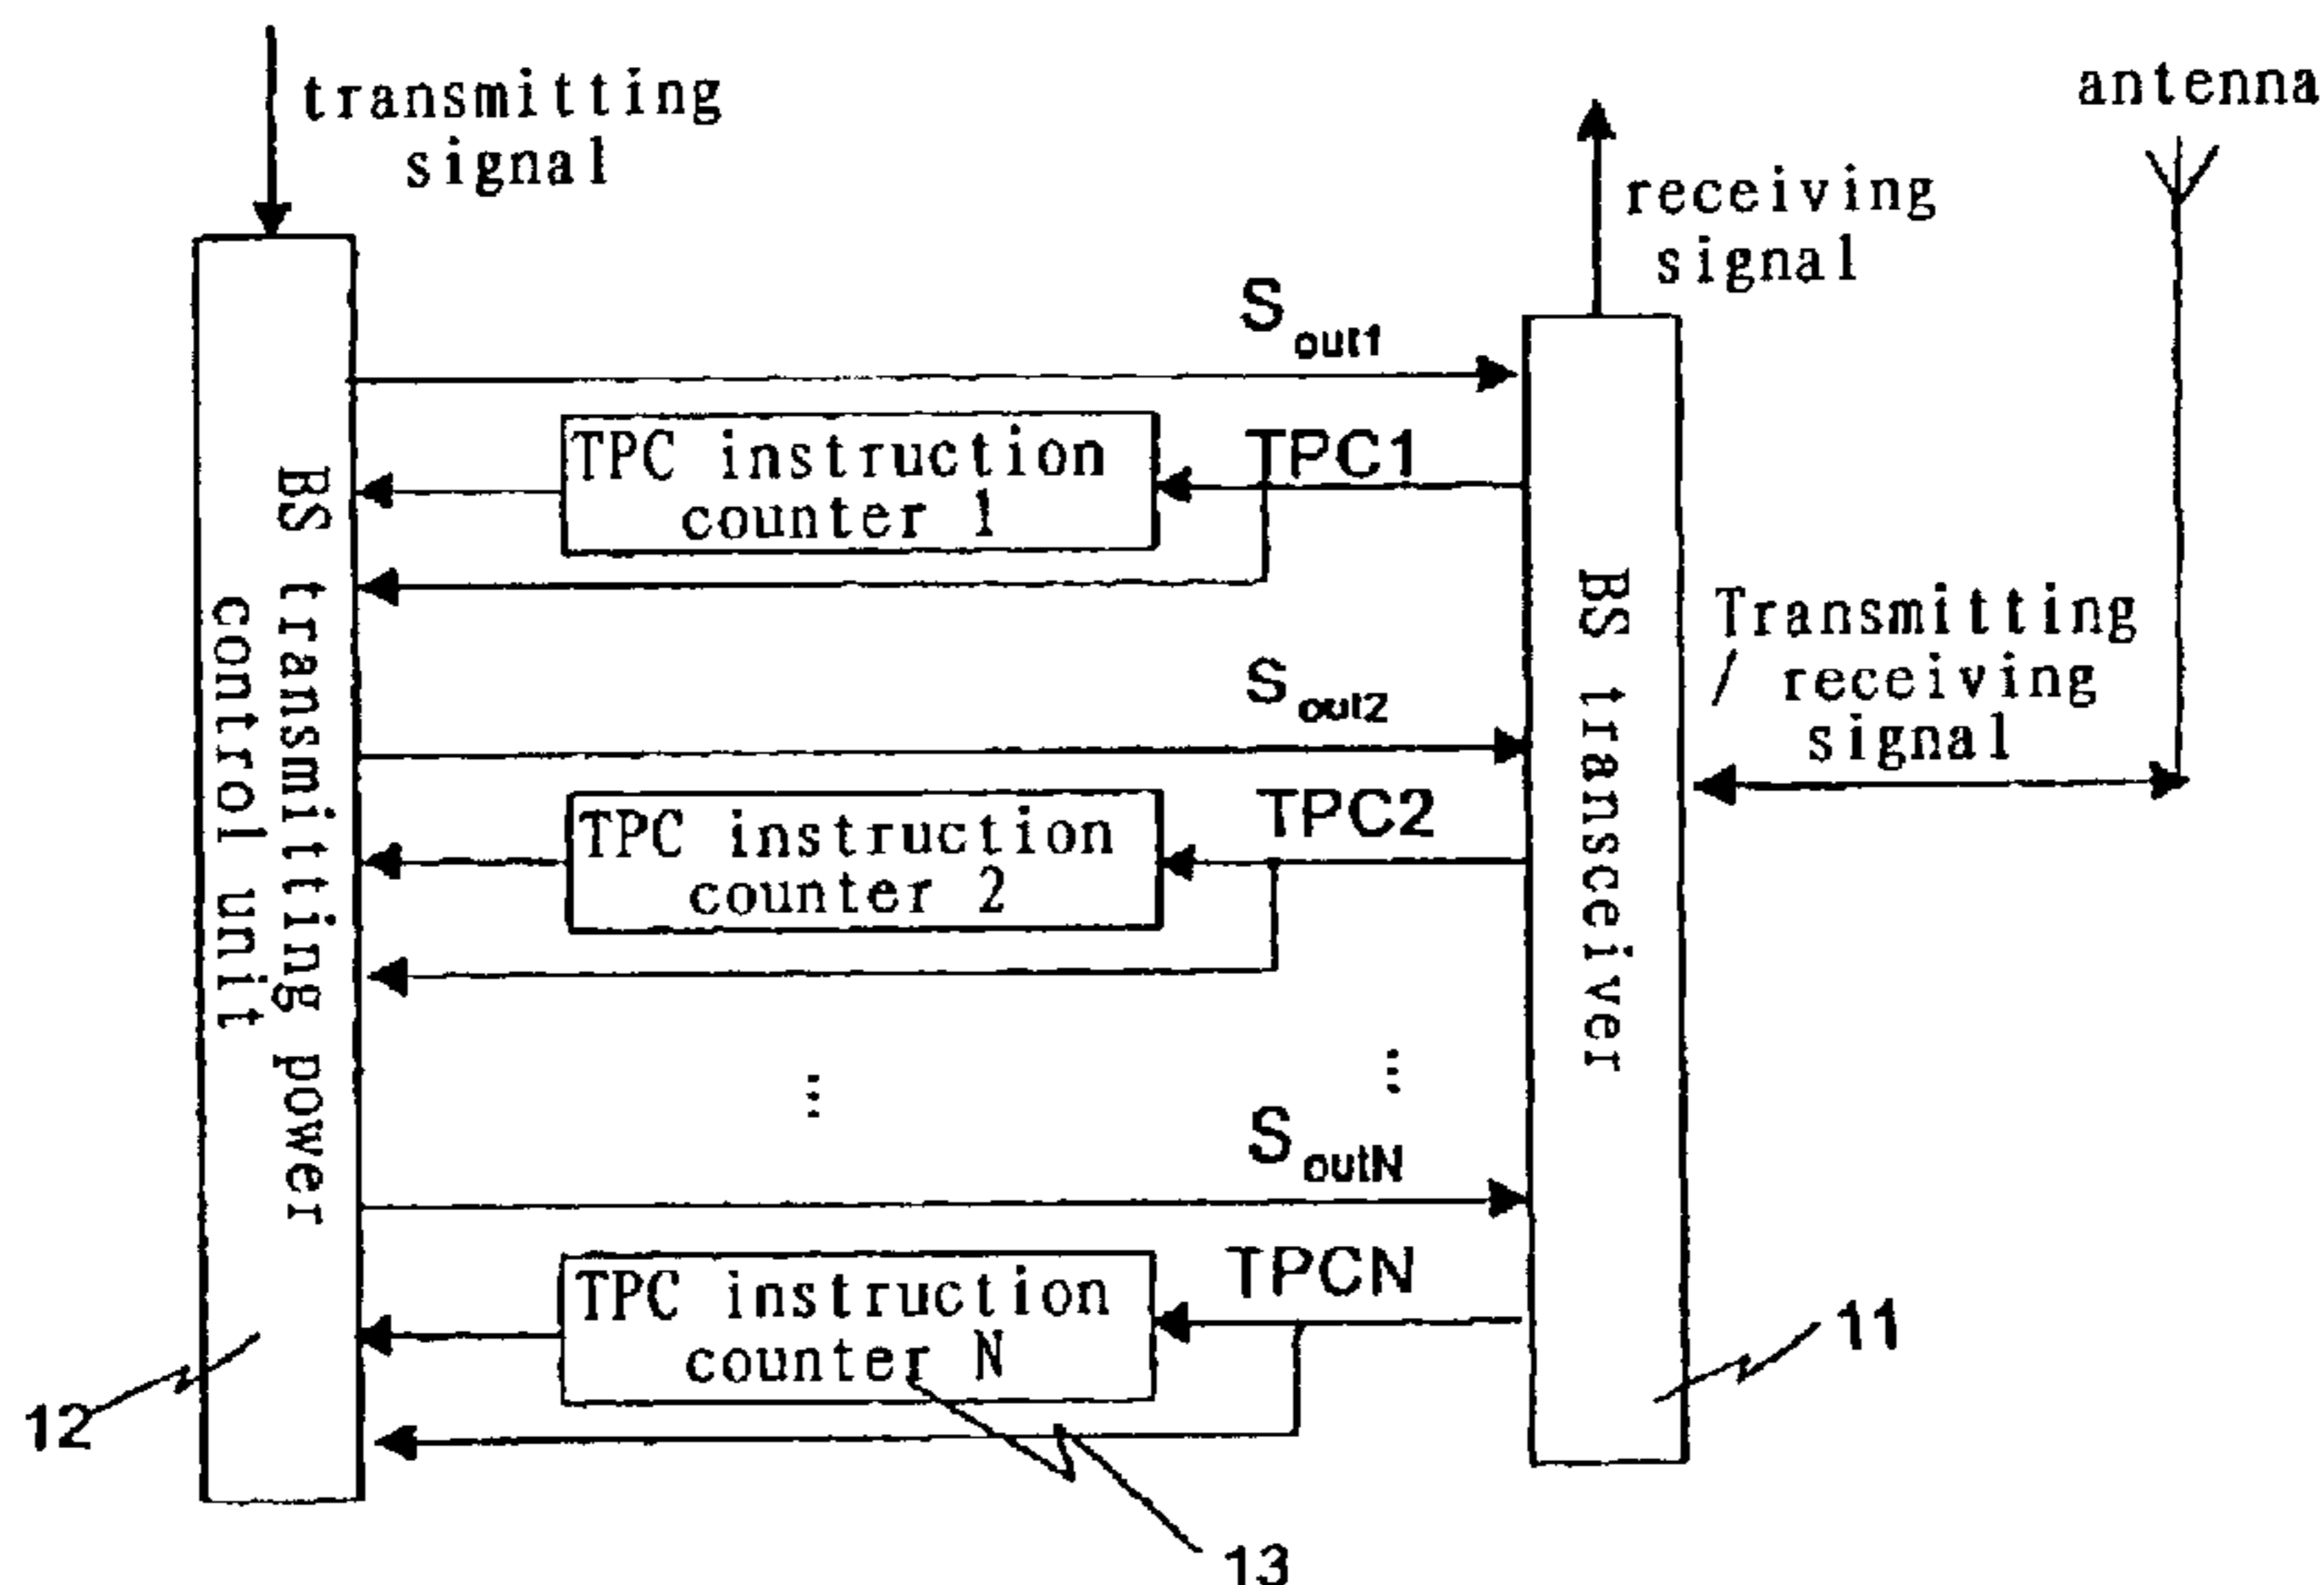 transmitting
signal
antenna
receiving
signal
S out1
TPC instruction
counter 1
TPC1
BS transmitting power
control unit
BS transceiver
Transmitting
/ receiving
signal
S out2
TPC instruction
counter 2
TPC2
...
...
S outN
TPC instruction
counter N
TPCN
11
12
13